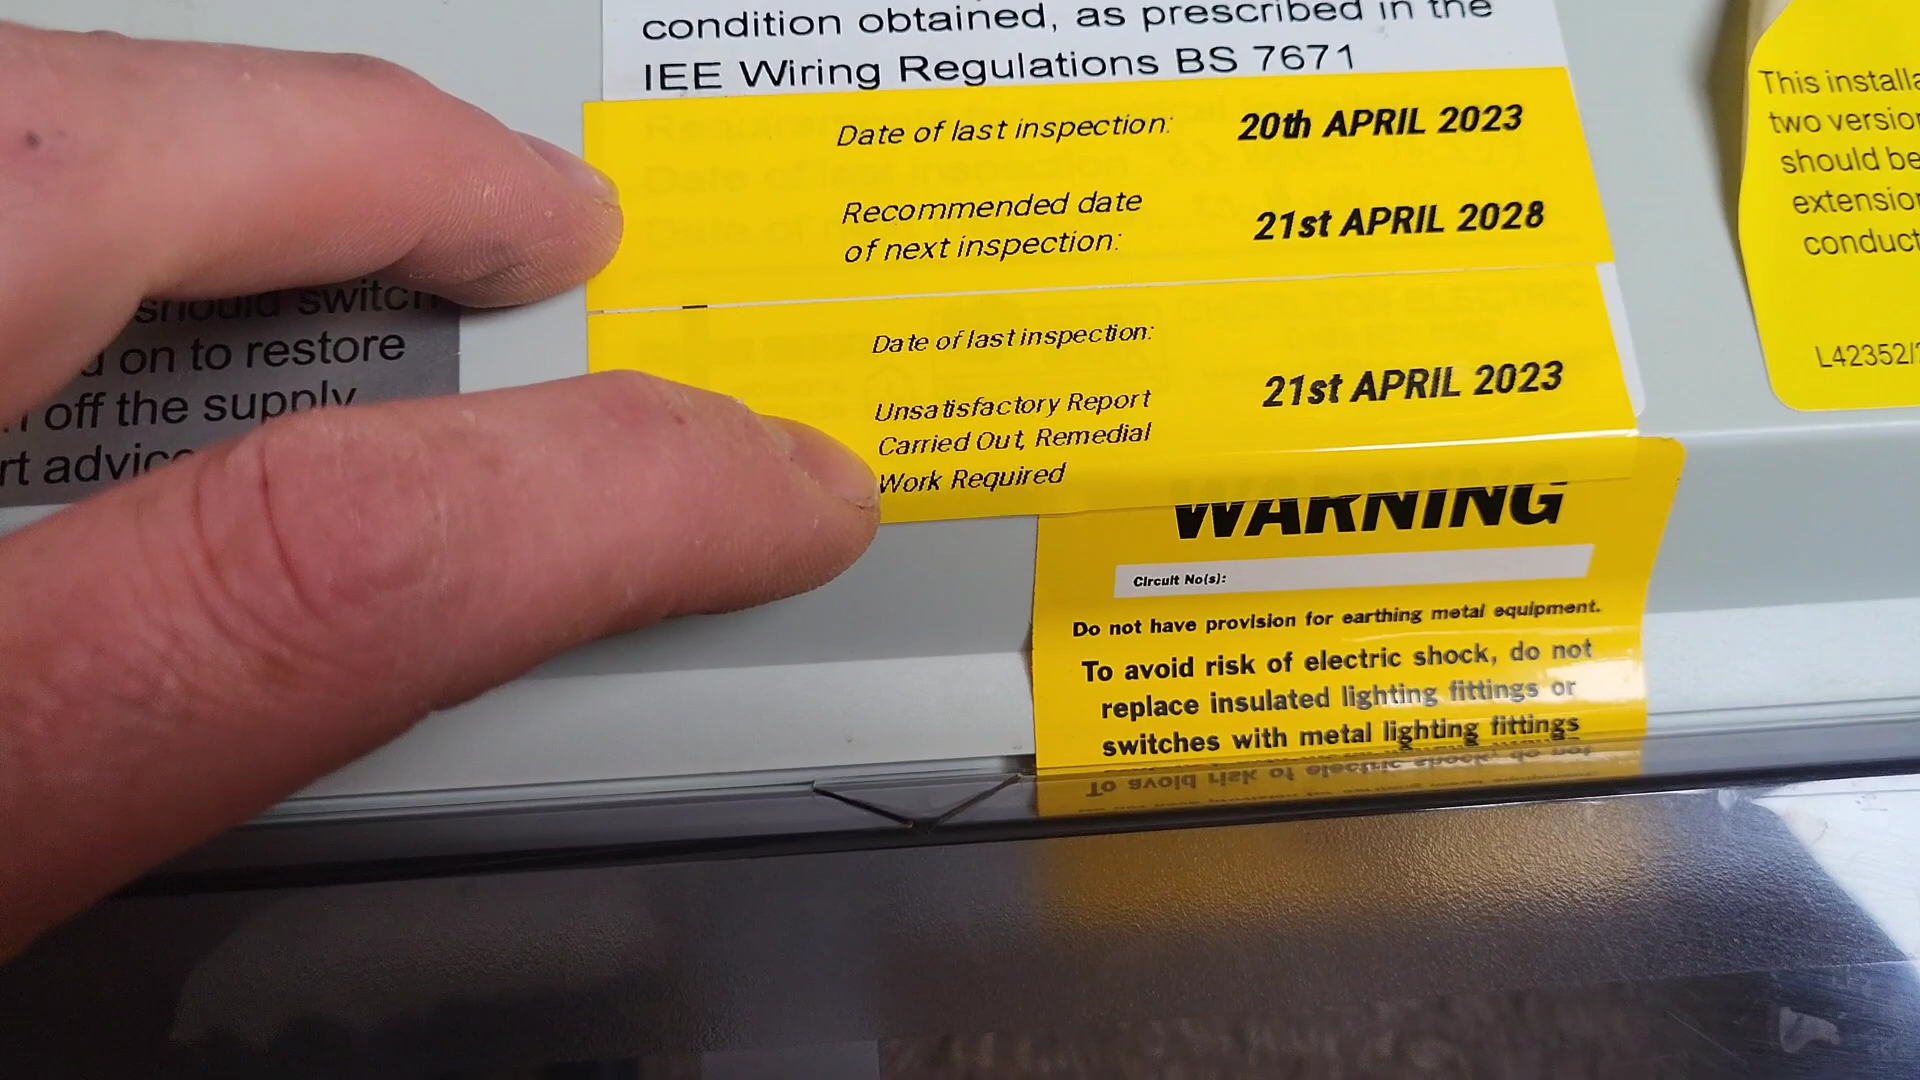 condition obtained, as prescribed in the
IEE Wiring Regulations BS 7671
Date of last inspection: 20th APRIL 2023
Recommended date
of next inspection: 21st APRIL 2028
Date of last inspection:
21st APRIL 2023
Unsatisfactory Report
Carried Out, Remedial
Work Required
WARNING
Circuit No(s):
Do not have provision for earthing metal equipment.
To avoid risk of electric shock, do not
replace insulated lighting fittings or
switches with metal lighting fittings
should switch
on to restore
off the supply
This
two
should be
L42352/